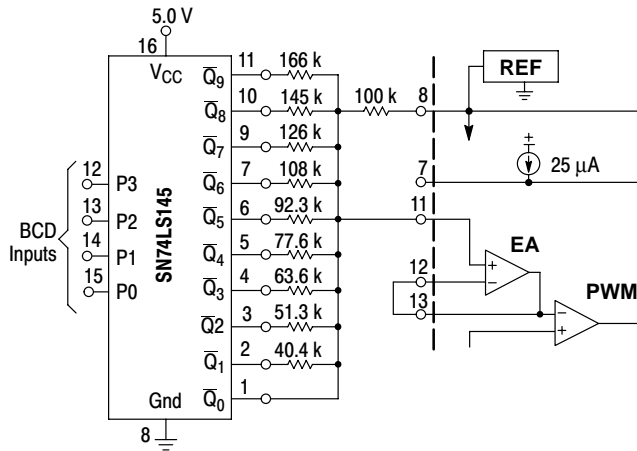 5.0 V
16
VCC
SN74LS145
BCD
Inputs
12 P3
13 P2
14 P1
15 P0
Gnd
8
Q̅9 11 166 k
Q̅8 10 145 k
Q̅7 9 126 k
Q̅6 7 108 k
Q̅5 6 92.3 k
Q̅4 5 77.6 k
Q̅3 4 63.6 k
Q̅2 3 51.3 k
Q̅1 2 40.4 k
Q̅0 1
100 k 8
REF
7
+
25 μA
11
EA
12
13
+
−
PWM
−
+